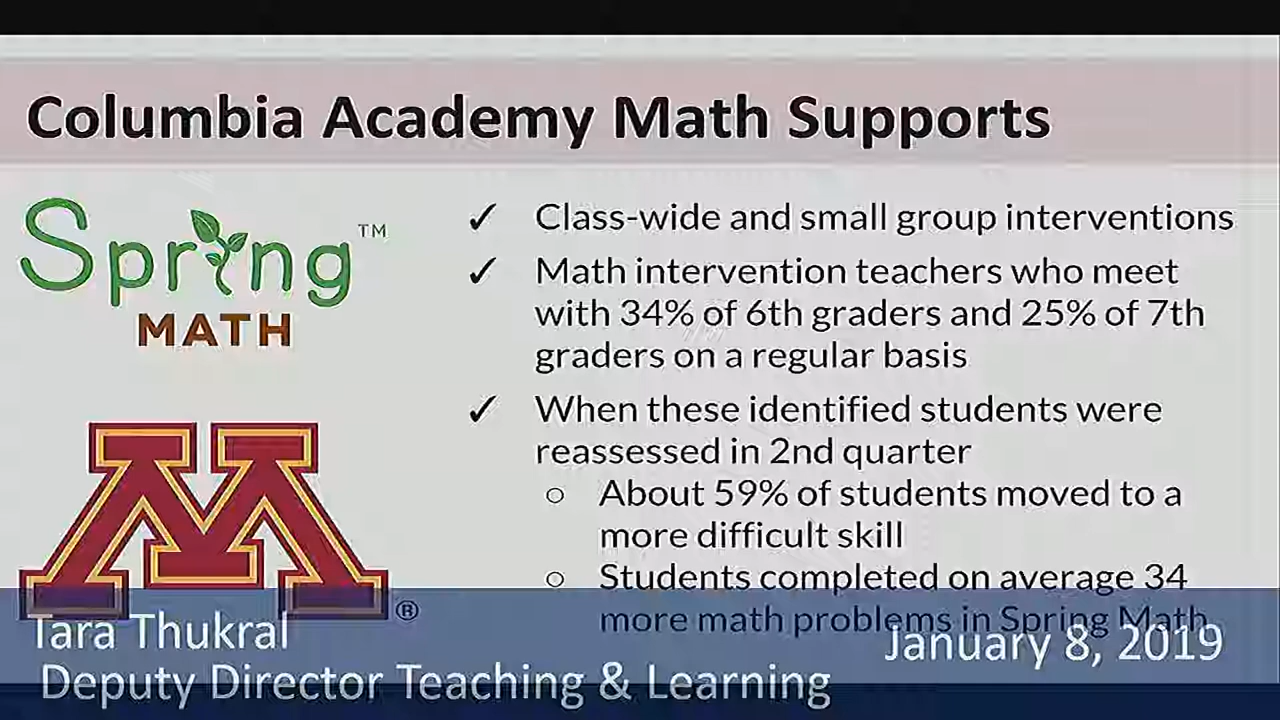 Columbia Academy Math Supports
Spring™
MATH
M®
✓ Class-wide and small group interventions
✓ Math intervention teachers who meet
with 34% of 6th graders and 25% of 7th
graders on a regular basis
✓ When these identified students were
reassessed in 2nd quarter
○ About 59% of students moved to a
more difficult skill
○ Students completed on average 34
more math problems in Spring Math
Tara Thukral
January 8, 2019
Deputy Director Teaching & Learning